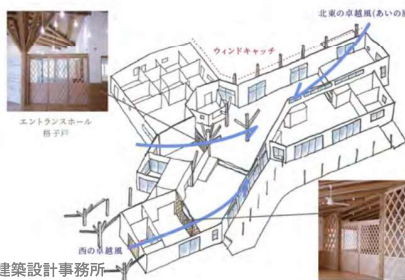 北東の卓越風(あいの風
ウィンドキャッチ
エントランスホール
格子戸
西の卓越風
建築設計事務所